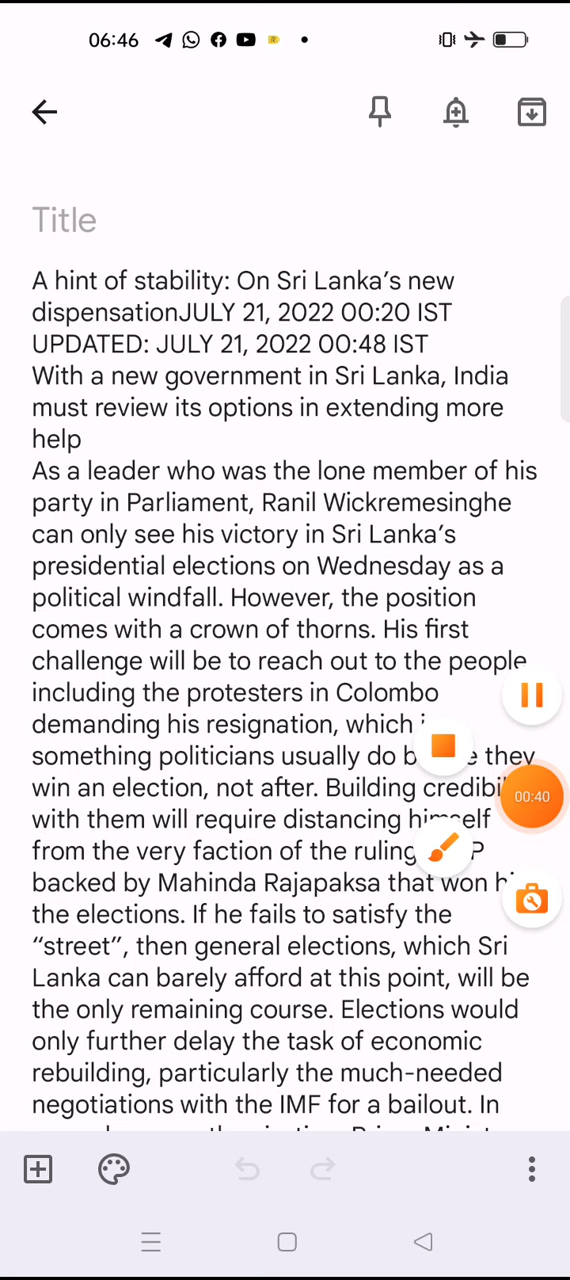 06:46
Title
A hint of stability: On Sri Lanka’s new
dispensationJULY 21, 2022 00:20 IST
UPDATED: JULY 21, 2022 00:48 IST
With a new government in Sri Lanka, India
must review its options in extending more
help
As a leader who was the lone member of his
party in Parliament, Ranil Wickremesinghe
can only see his victory in Sri Lanka’s
presidential elections on Wednesday as a
political windfall. However, the position
comes with a crown of thorns. His first
challenge will be to reach out to the people
including the protesters in Colombo
demanding his resignation, which
something politicians usually do they
win an election, not after. Building
00:40
with them will require distancing himself
from the very faction of the ruling
backed by Mahinda Rajapaksa that won
the elections. If he fails to satisfy the
“street”, then general elections, which Sri
Lanka can barely afford at this point, will be
the only remaining course. Elections would
only further delay the task of economic
rebuilding, particularly the much-needed
negotiations with the IMF for a bailout. In